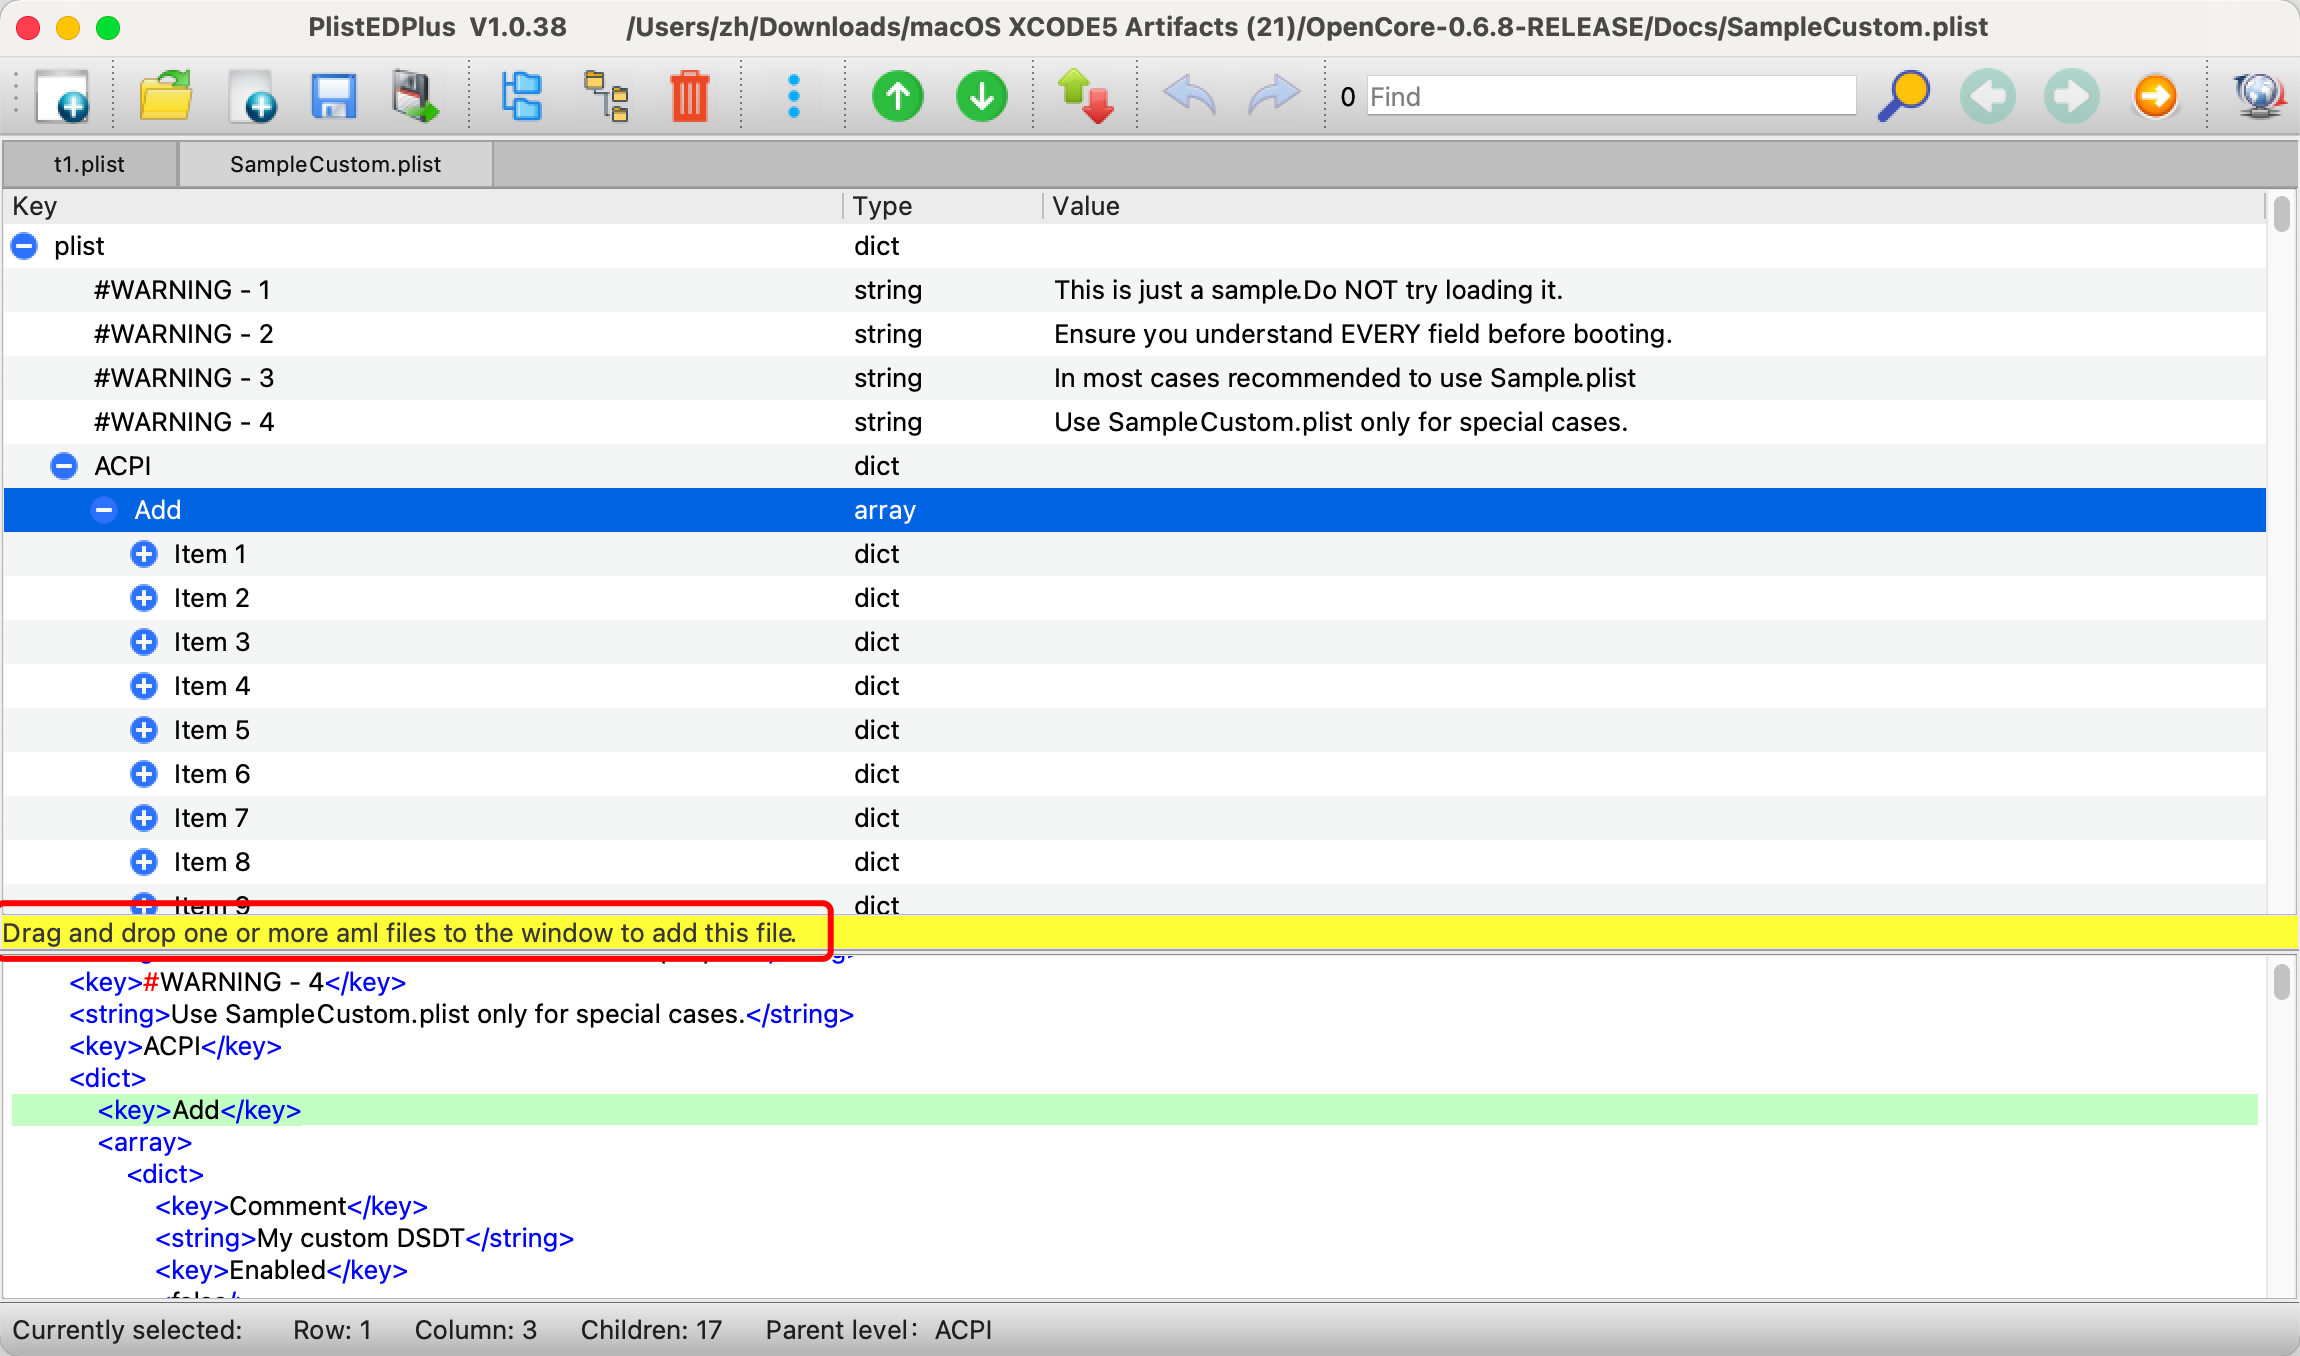 PlistEDPlus V1.0.38 /Users/zh/Downloads/macOS XCODE5 Artifacts (21)/OpenCore-0.6.8-RELEASE/Docs/SampleCustom.plist
0 Find
t1.plist SampleCustom.plist
Key Type Value
plist dict
#WARNING - 1 string This is just a sample.Do NOT try loading it.
#WARNING - 2 string Ensure you understand EVERY field before booting.
#WARNING - 3 string In most cases recommended to use Sample.plist
#WARNING - 4 string Use SampleCustom.plist only for special cases.
ACPI dict
Add array
Item 1 dict
Item 2 dict
Item 3 dict
Item 4 dict
Item 5 dict
Item 6 dict
Item 7 dict
Item 8 dict
Item 9 dict
Drag and drop one or more aml files to the window to add this file.
<key>#WARNING - 4</key>
<string>Use SampleCustom.plist only for special cases.</string>
<key>ACPI</key>
<dict>
<key>Add</key>
<array>
<dict>
<key>Comment</key>
<string>My custom DSDT</string>
<key>Enabled</key>
Currently selected: Row: 1 Column: 3 Children: 17 Parent level: ACPI